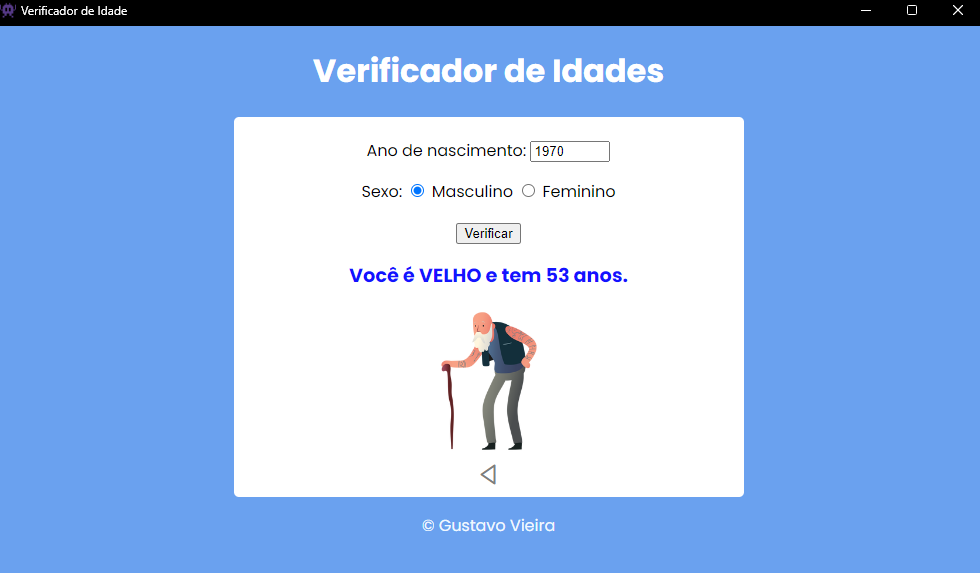 Verificador de Idade
Verificador de Idades
Ano de nascimento: 1970
Sexo: Masculino Feminino
Verificar
Você é VELHO e tem 53 anos.
© Gustavo Vieira